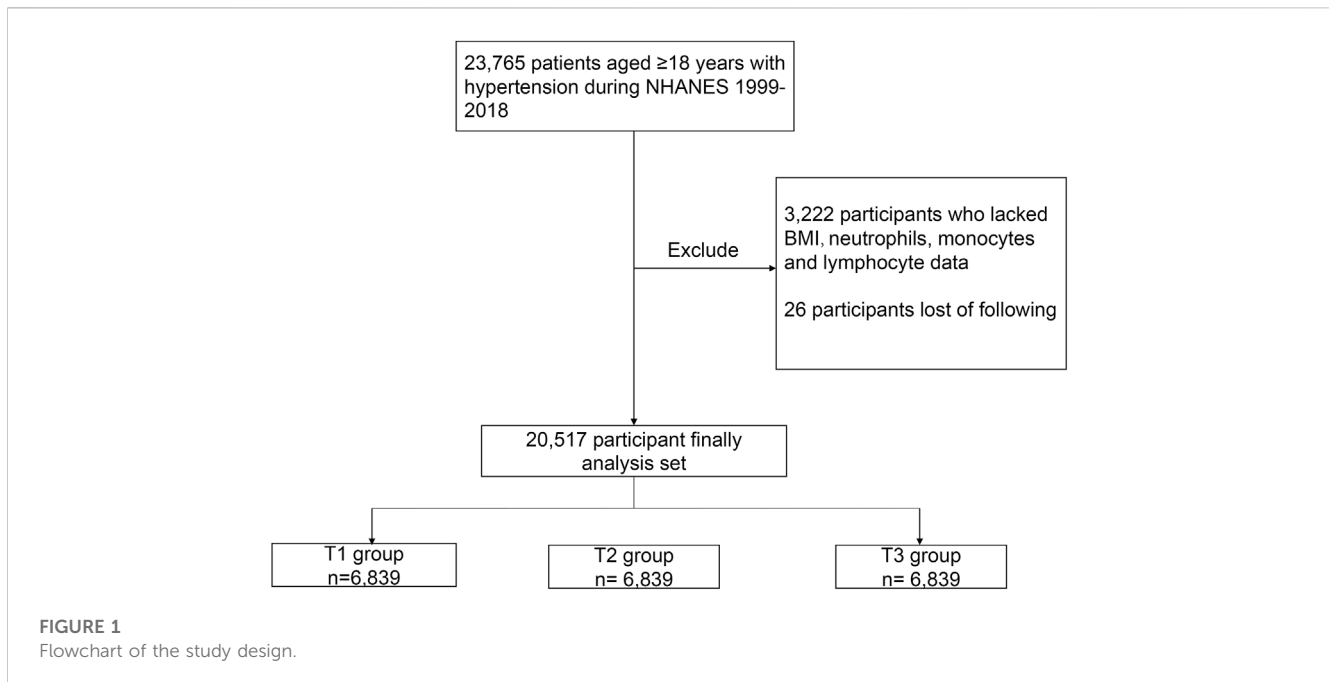 23,765 patients aged ≥18 years with
hypertension during NHANES 1999-
2018
Exclude
3,222 participants who lacked
BMI, neutrophils, monocytes
and lymphocyte data
26 participants lost of following
20,517 participant finally
analysis set
T1 group
n=6,839
T2 group
n= 6,839
T3 group
n= 6,839
FIGURE 1
Flowchart of the study design.